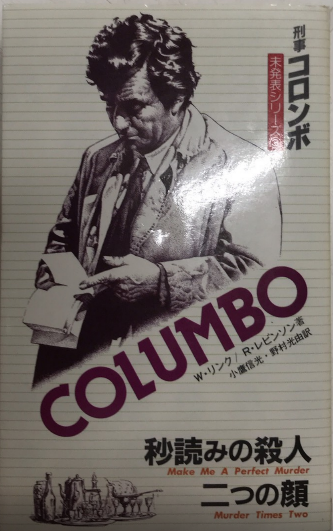 刑事コロンボ
未発表シリーズ
COLUMBO
W・リンク/R・レビンソン著
小鷹信光・野村光由訳
秒読みの殺人
Make Me A Perfect Murder
二つの顔
Murder Times Two